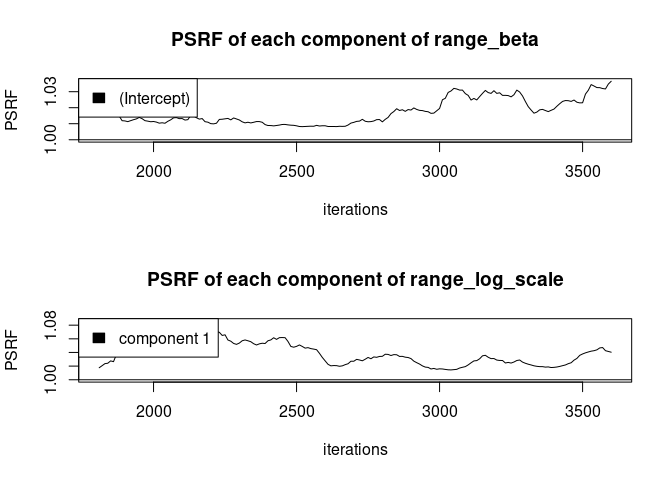 PSRF of each component of range_beta
PSRF
1.03
1.00
(Intercept)
2000 2500 3000 3500
iterations
PSRF of each component of range_log_scale
PSRF
1.08
1.00
component 1
2000 2500 3000 3500
iterations